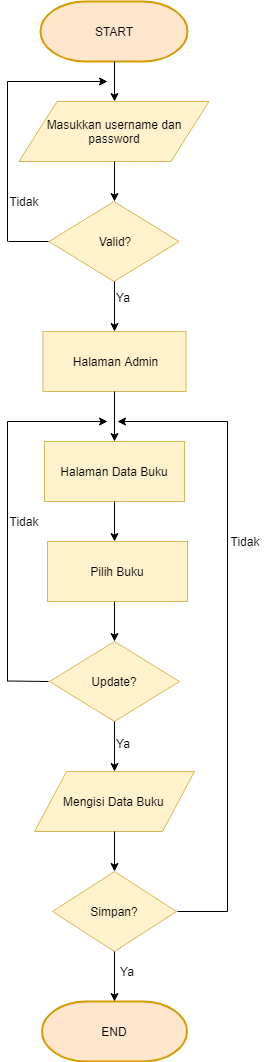 START
Masukkan username dan
password
Tidak
Valid?
Ya
Halaman Admin
Halaman Data Buku
Tidak
Tidak
Pilih Buku
Update?
Ya
Mengisi Data Buku
Simpan?
Ya
END